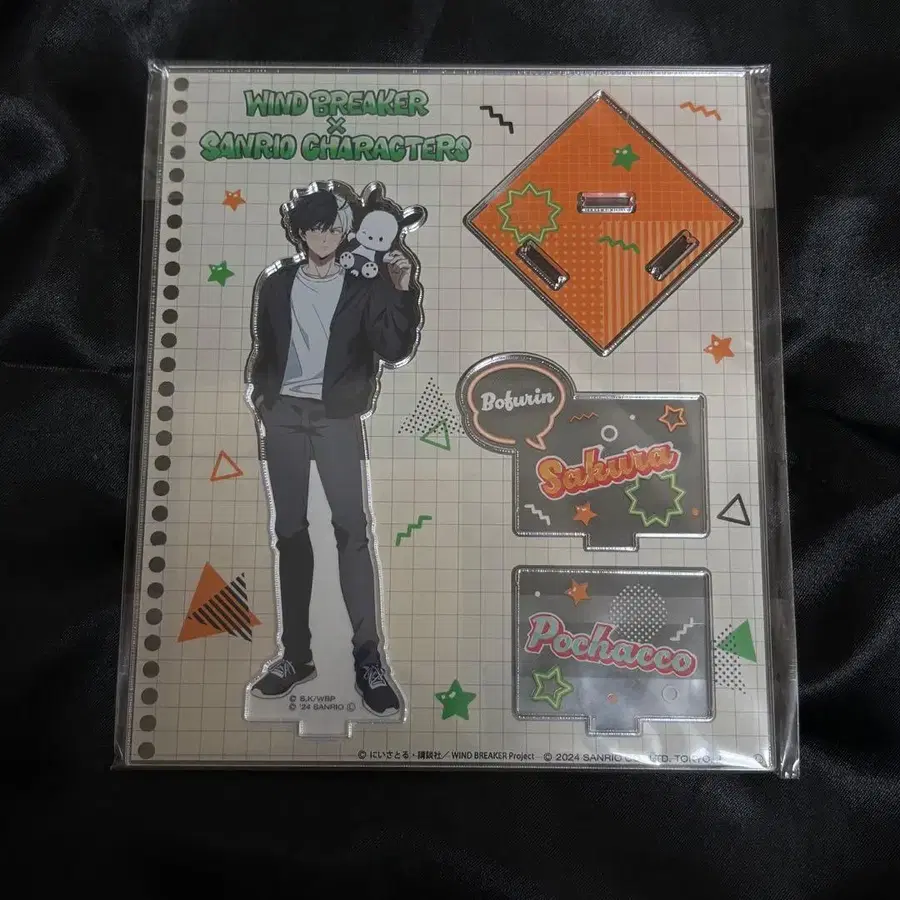 WIND BREAKER
×
SANRIO CHARACTERS
Bofurin
Sakura
Pochacco
© S.K/WBP
© '24 SANRIO Ⓛ
© にいさとる・講談社／WIND BREAKER Project © 2024 SANRIO CO., LTD. TOKYO,